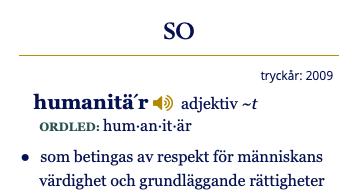 SO
tryckår: 2009
humanitä´r adjektiv ~t
ORDLED: hum·an·it·är
● som betingas av respekt för människans
värdighet och grundläggande rättigheter